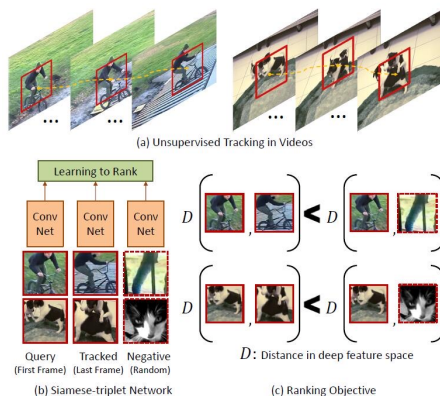 ... ... ... ...
(a) Unsupervised Tracking in Videos
Learning to Rank
Conv Net Conv Net Conv Net
Query (First Frame)
Tracked (Last Frame)
Negative (Random)
(b) Siamese-triplet Network
D ( , ) < D ( , )
D ( , ) < D ( , )
D: Distance in deep feature space
(c) Ranking Objective